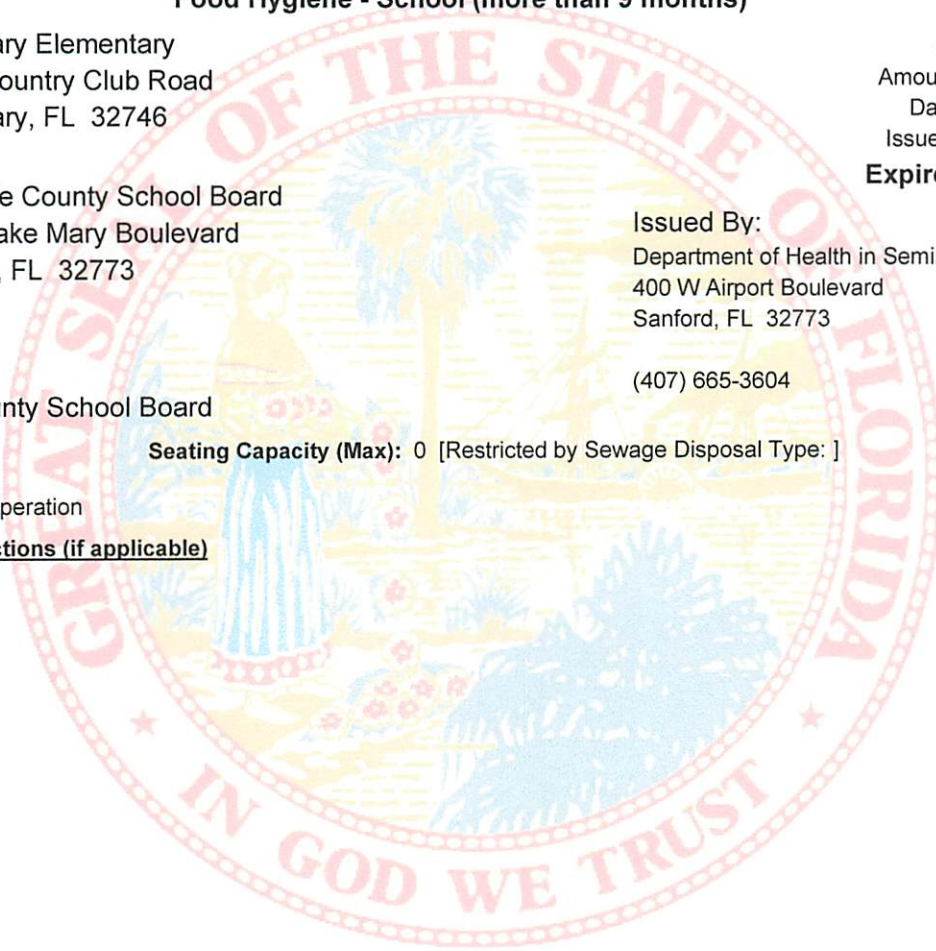 Food Hygiene - School (more than 9 months)
ary Elementary
ountry Club Road
ary, FL 32746
Amou
Da
Issue
Expire
e County School Board
ake Mary Boulevard
, FL 32773
Issued By:
Department of Health in Semi
400 W Airport Boulevard
Sanford, FL 32773
(407) 665-3604
nty School Board
Seating Capacity (Max): 0 [Restricted by Sewage Disposal Type: ]
peration
ctions (if applicable)
GREAT SEAL OF THE STATE OF FLORIDA
IN GOD WE TRUST